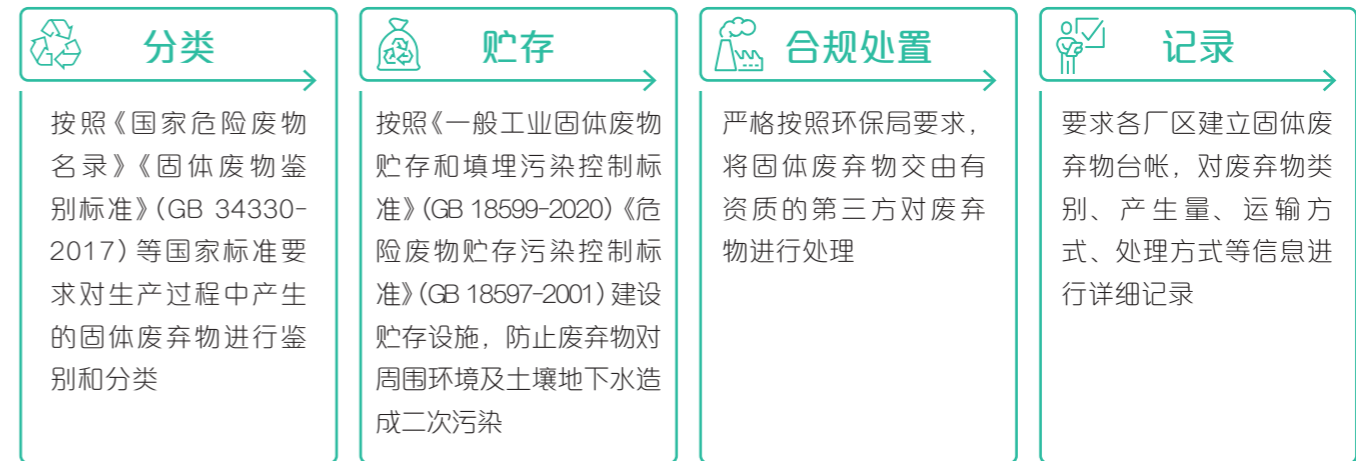 分类
按照《国家危险废物
名录》《固体废物鉴
别标准》(GB 34330-
2017) 等国家标准要
求对生产过程中产生
的固体废弃物进行鉴
别和分类
贮存
按照《一般工业固体废物
贮存和填埋污染控制标
准》(GB 18599-2020)《危
险废物贮存污染控制标
准》(GB 18597-2001) 建设
贮存设施，防止废弃物对
周围环境及土壤地下水造
成二次污染
合规处置
严格按照环保局要求，
将固体废弃物交由有
资质的第三方对废弃
物进行处理
记录
要求各厂区建立固体废
弃物台帐，对废弃物类
别、产生量、运输方
式、处理方式等信息进
行详细记录